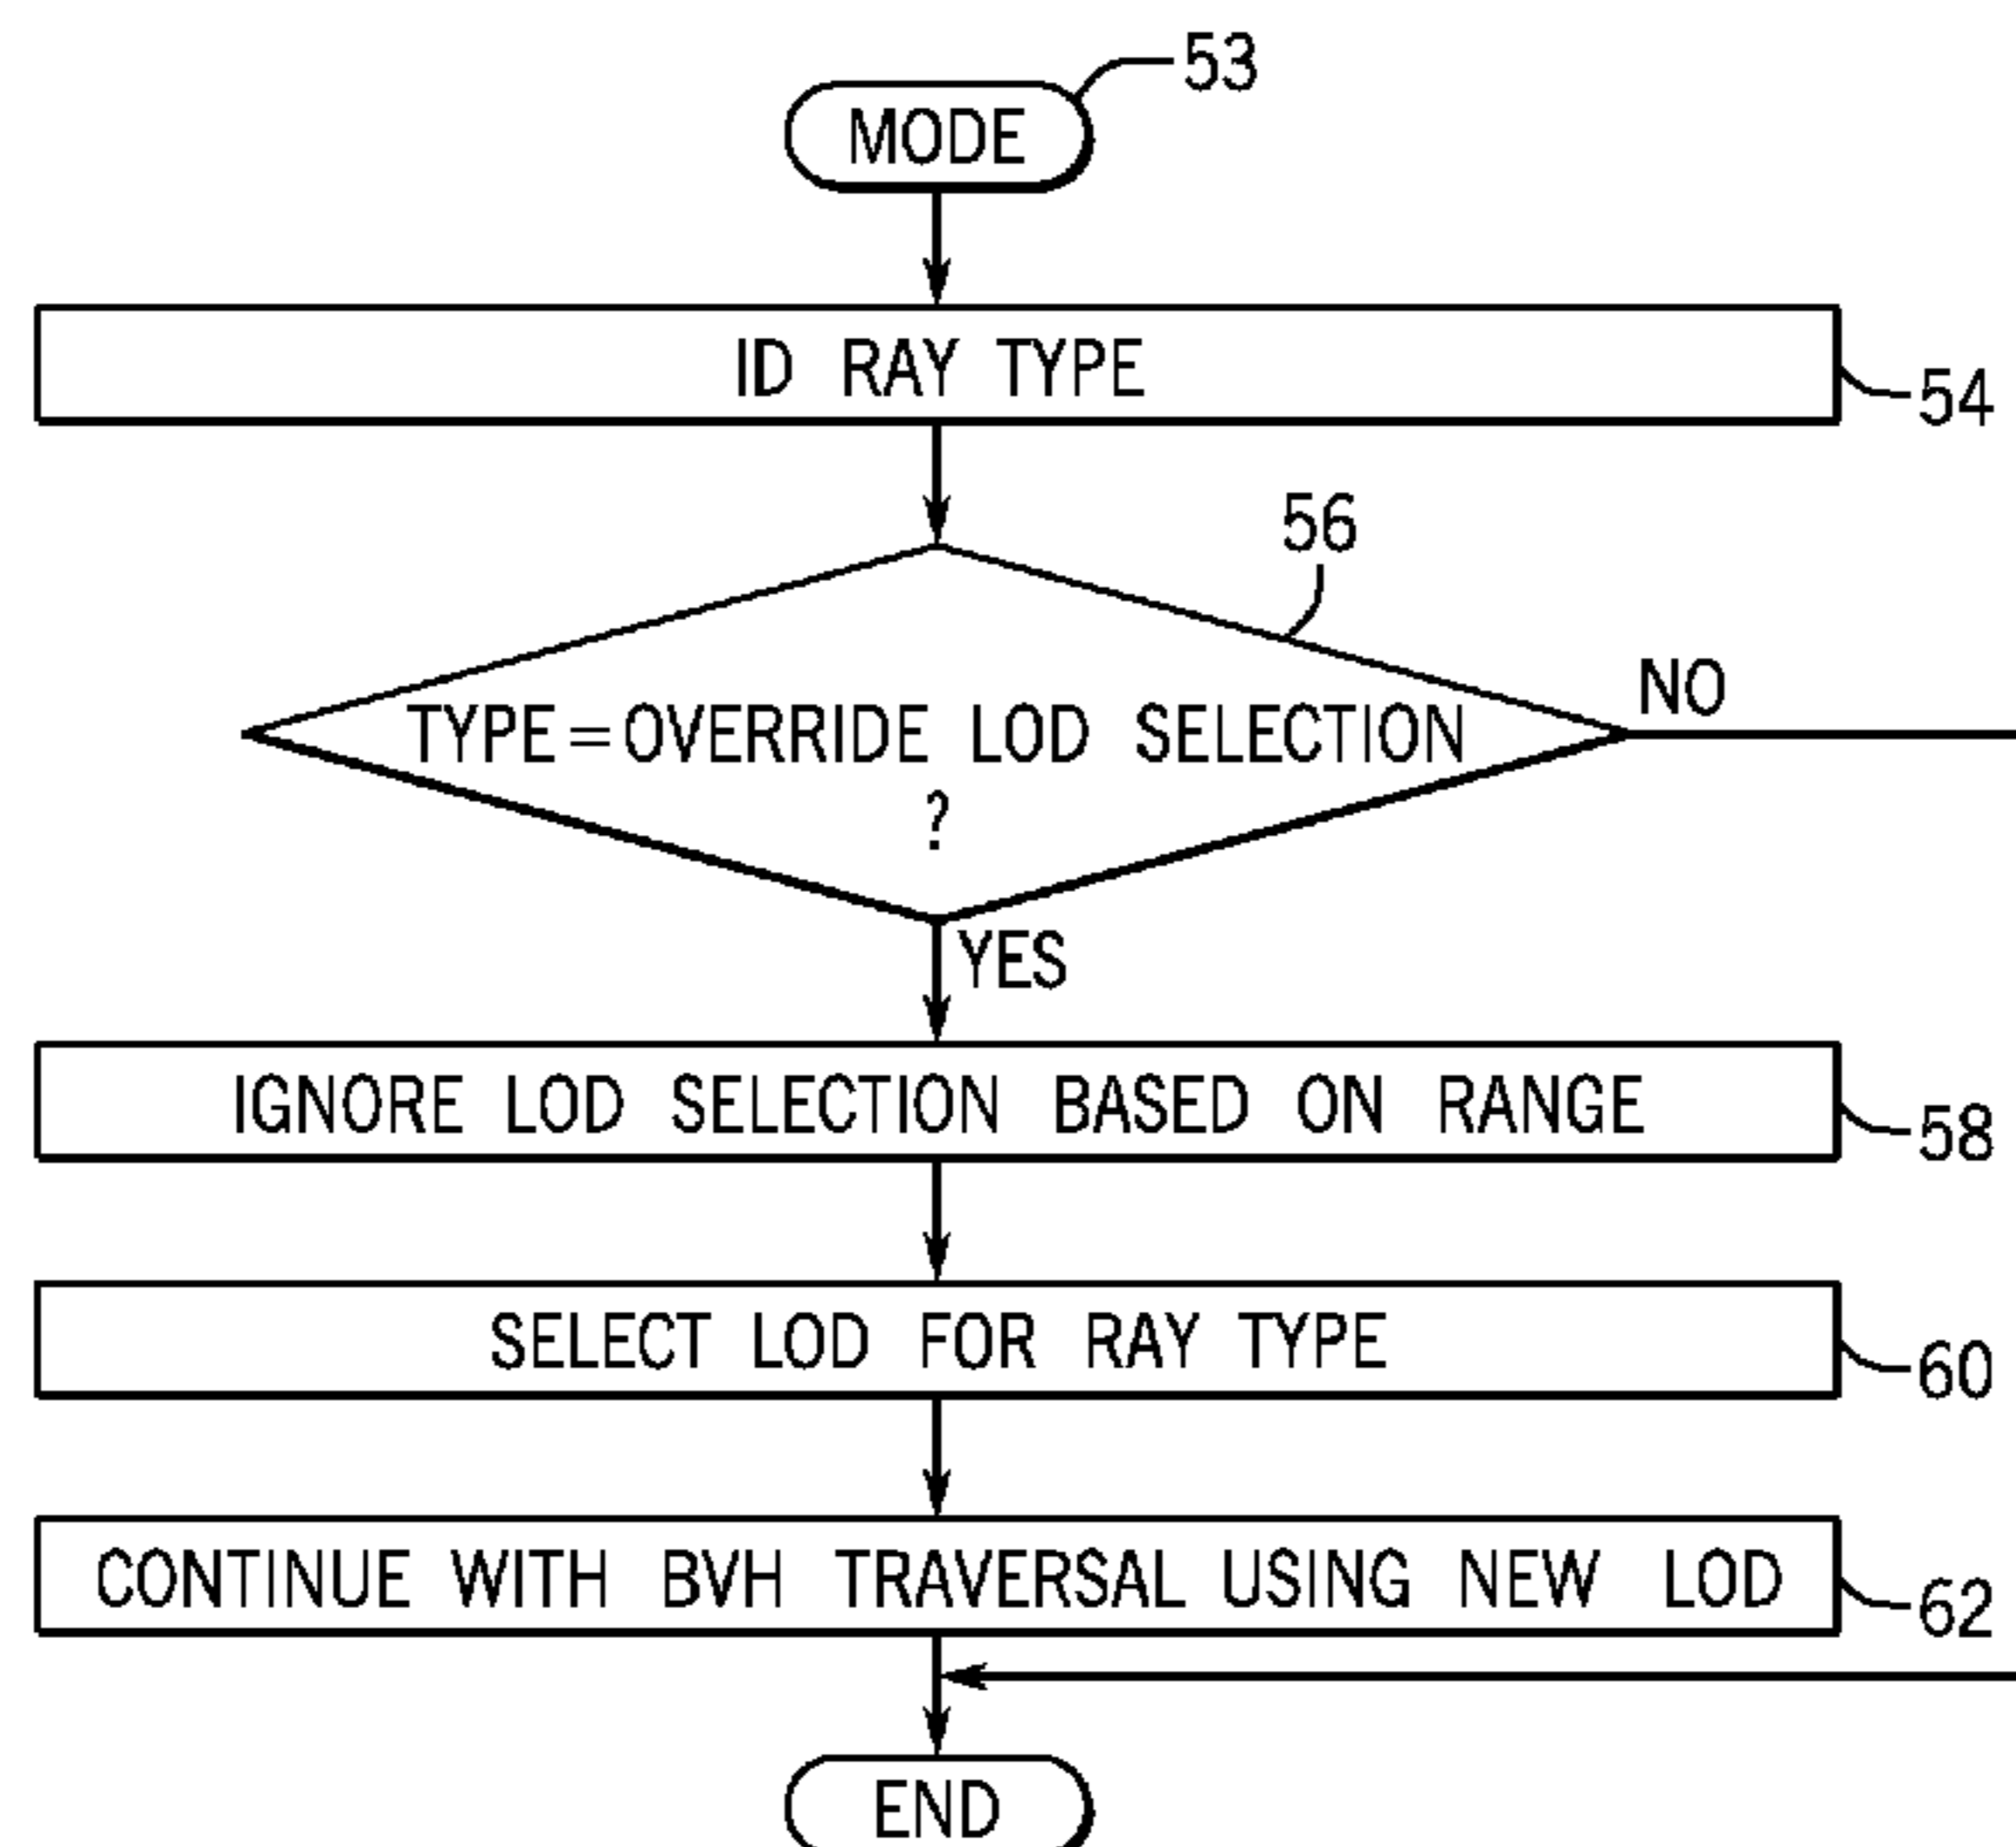 53
MODE
ID RAY TYPE
54
56
NO
TYPE=OVERRIDE LOD SELECTION
?
YES
IGNORE LOD SELECTION BASED ON RANGE
58
SELECT LOD FOR RAY TYPE
60
CONTINUE WITH BVH TRAVERSAL USING NEW LOD
62
END